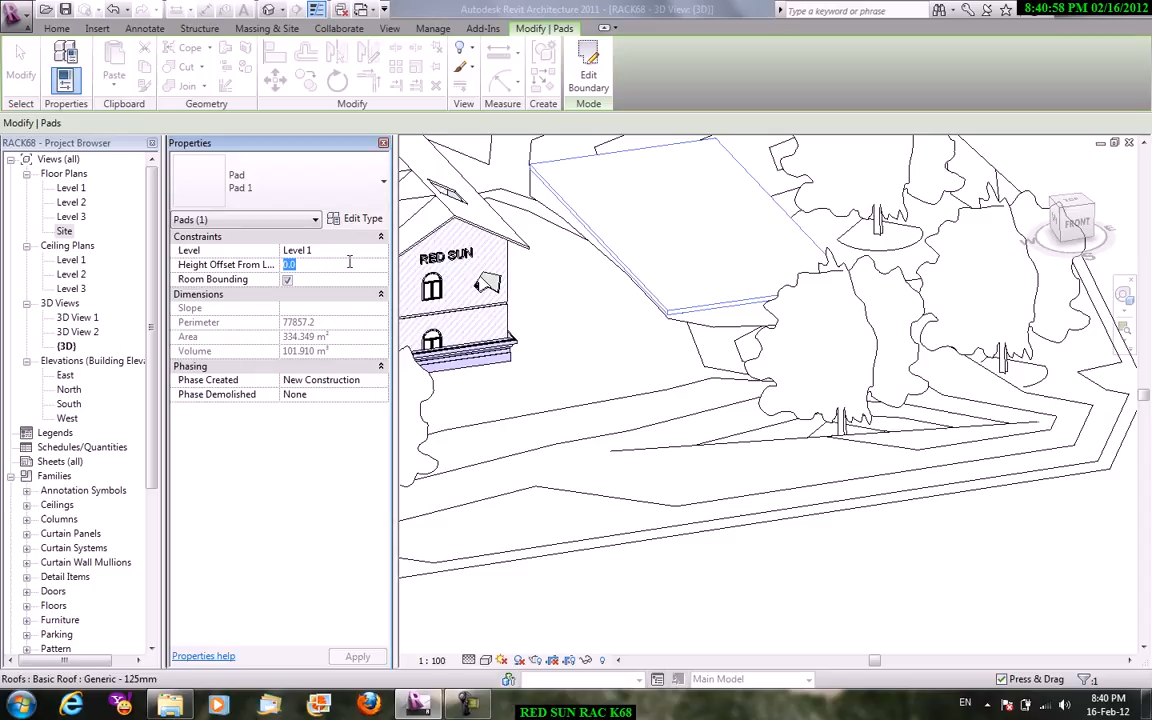 Autodesk Revit Architecture 2011 - [RACK68 - 3D View: {3D}]
Type a keyword or phrase
8:40:58 PM 02/16/2012
Home
Insert
Annotate
Structure
Massing & Site
Collaborate
View
Manage
Add-Ins
Modify | Pads
Modify
Properties
Paste
Cope
Cut
Join
Edit
Boundary
Select
Properties
Clipboard
Geometry
Modify
View
Measure
Create
Mode
Modify | Pads
RACK68 - Project Browser
Views (all)
Floor Plans
Level 1
Level 2
Level 3
Site
Ceiling Plans
Level 1
Level 2
Level 3
3D Views
3D View 1
3D View 2
{3D}
Elevations (Building Eleva
East
North
South
West
Legends
Schedules/Quantities
Sheets (all)
Families
Annotation Symbols
Ceilings
Columns
Curtain Panels
Curtain Systems
Curtain Wall Mullions
Detail Items
Doors
Floors
Furniture
Parking
Pattern
Properties
Pad
Pad 1
Pads (1)
Edit Type
Constraints
Level
Level 1
Height Offset From L...
0.0
Room Bounding
Dimensions
Slope
Perimeter
77857.2
Area
334.349 m²
Volume
101.910 m³
Phasing
Phase Created
New Construction
Phase Demolished
None
Properties help
Apply
RED SUN
TOP
FRONT
1 : 100
Roofs : Basic Roof : Generic - 125mm
Main Model
Press & Drag
:1
EN
8:40 PM
16-Feb-12
RED SUN RAC K68